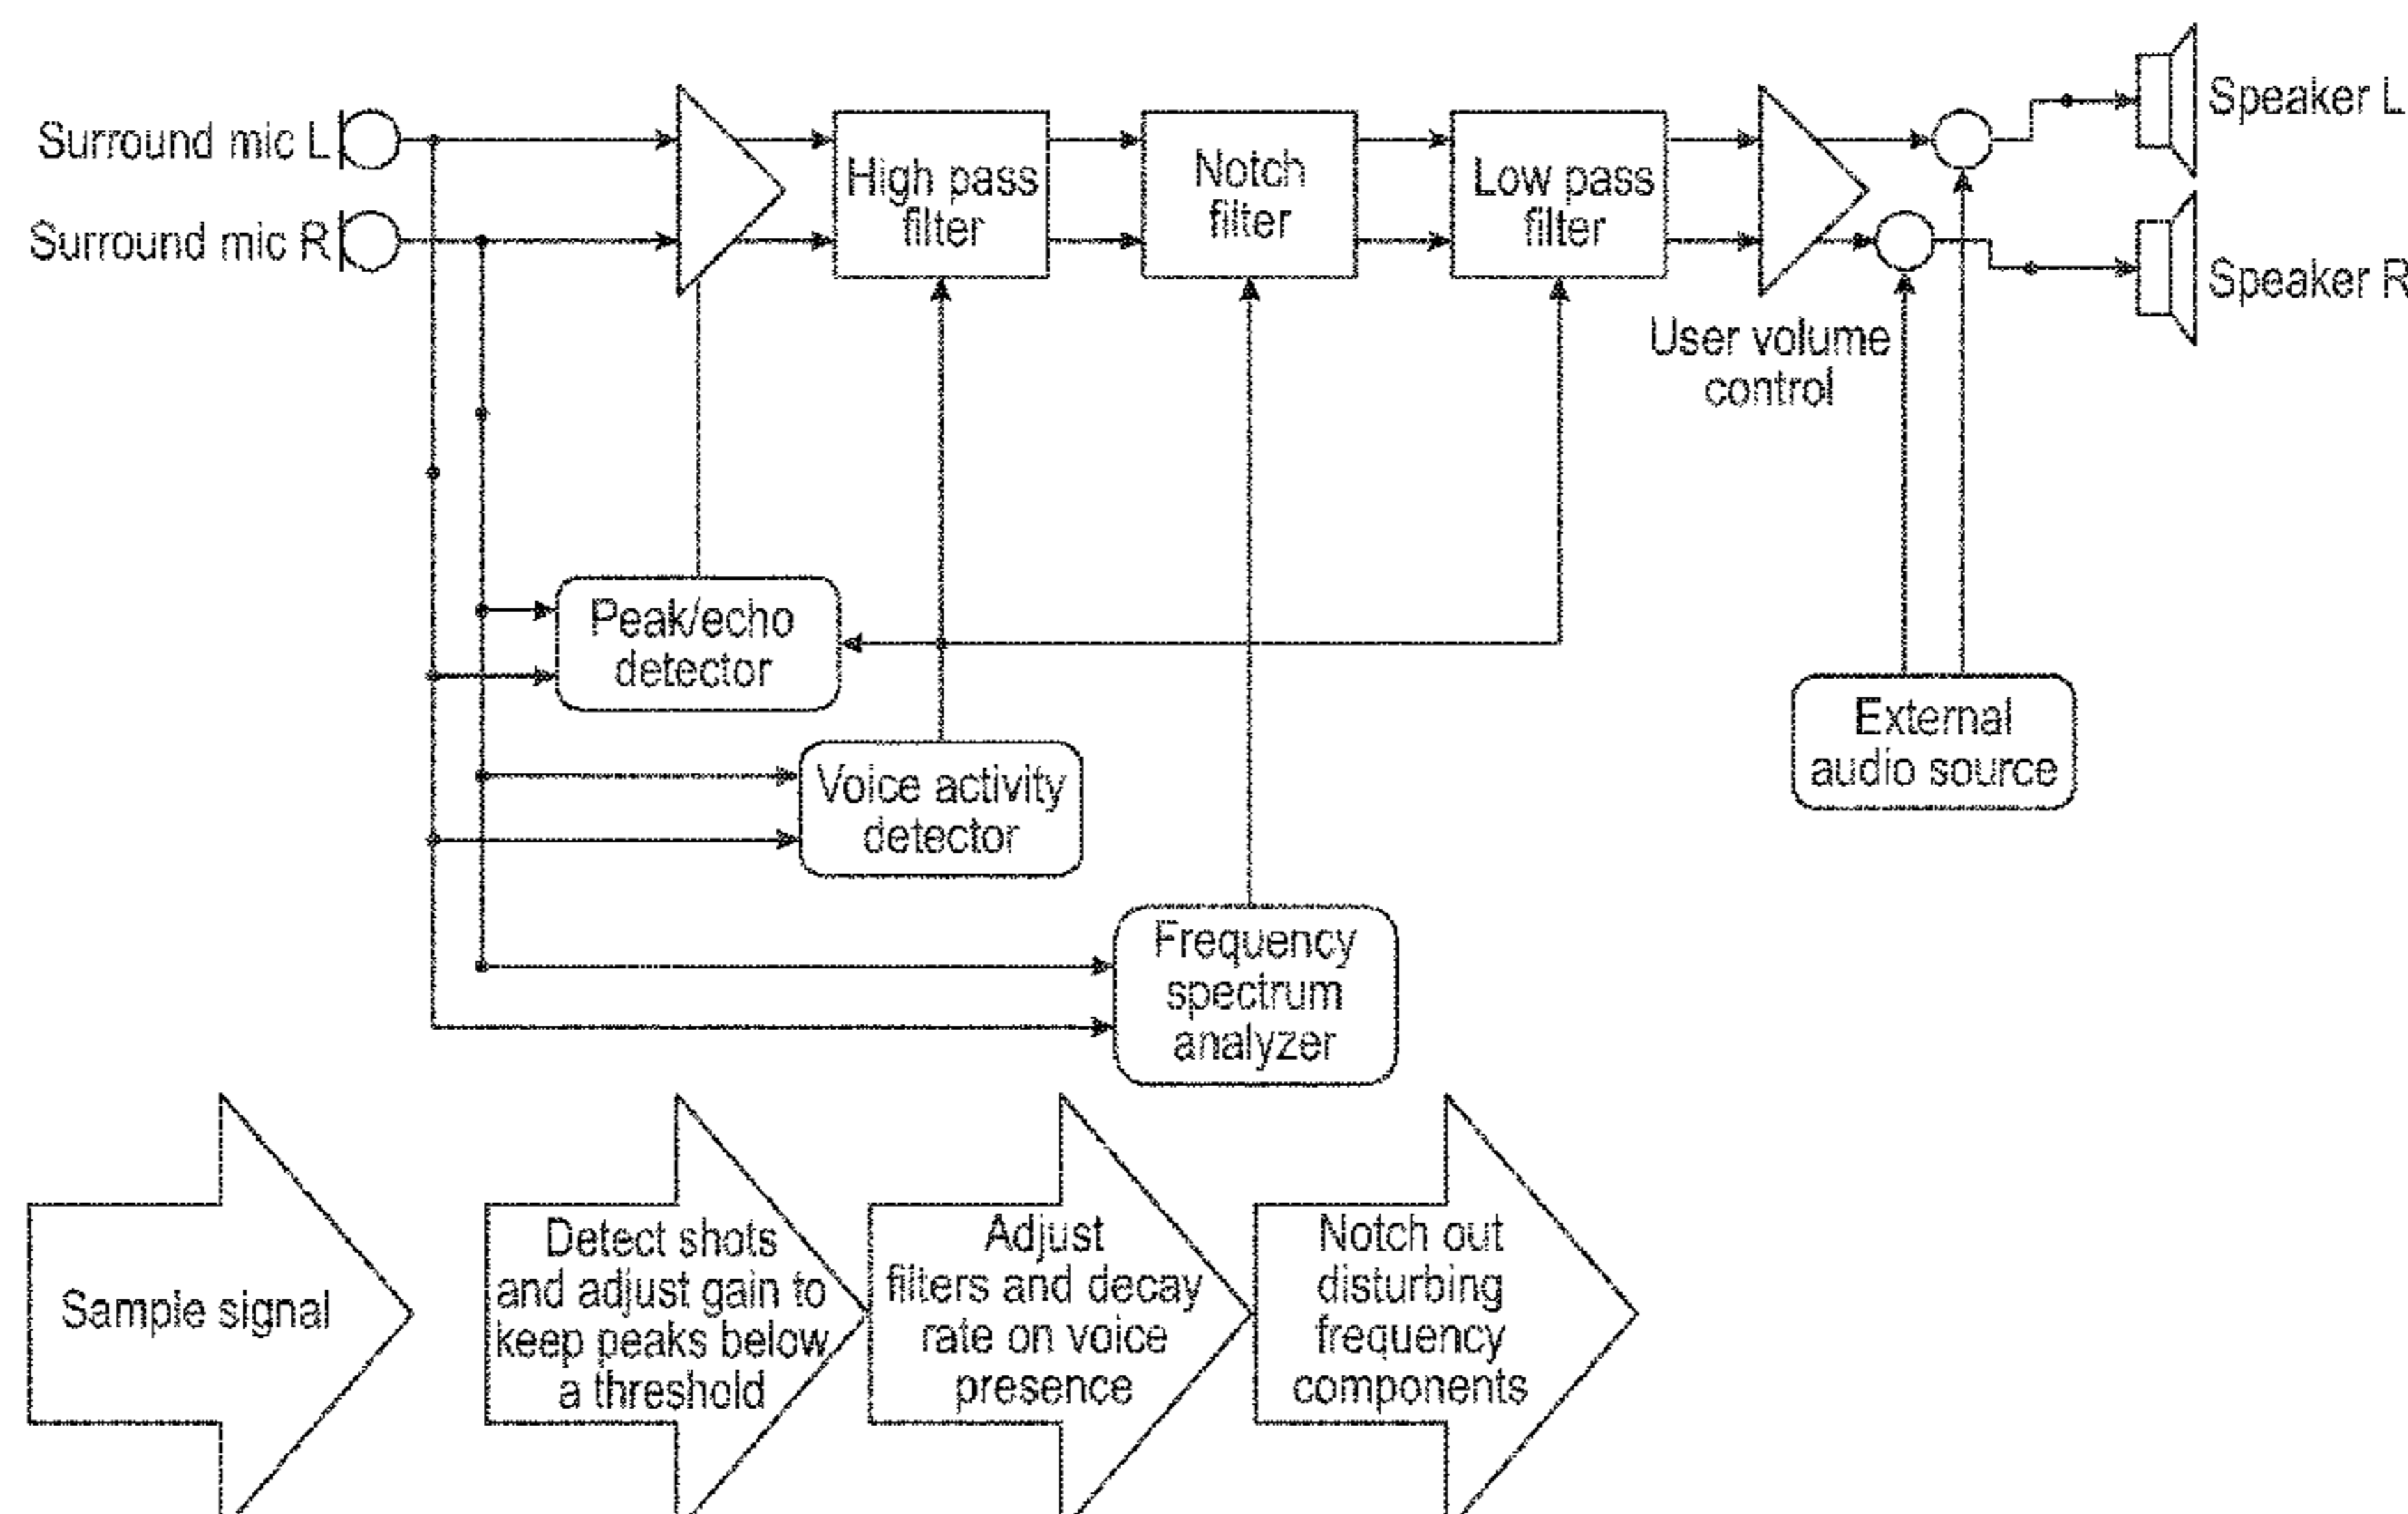 Surround mic L
Surround mic R
High pass
filter
Notch
filter
Low pass
filter
User volume
control
Speaker L
Speaker R
Peak/echo
detector
Voice activity
detector
Frequency
spectrum
analyzer
External
audio source
Sample signal
Detect shots
and adjust gain to
keep peaks below
a threshold
Adjust
filters and decay
rate on voice
presence
Notch out
disturbing
frequency
components